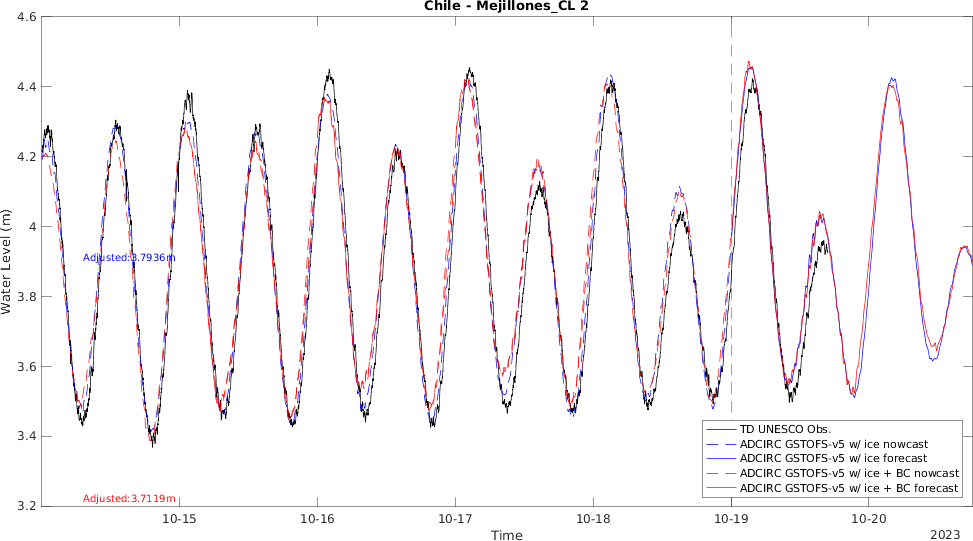 Chile - Mejillones_CL 2
4.6
4.4
4.2
4
3.8
3.6
3.4
3.2
Water Level (m)
Adjusted:3.7936m
Adjusted:3.7119m
TD UNESCO Obs.
ADCIRC GSTOFS-v5 w/ ice nowcast
ADCIRC GSTOFS-v5 w/ ice forecast
ADCIRC GSTOFS-v5 w/ ice + BC nowcast
ADCIRC GSTOFS-v5 w/ ice + BC forecast
10-15 10-16 10-17 10-18 10-19 10-20
Time
2023